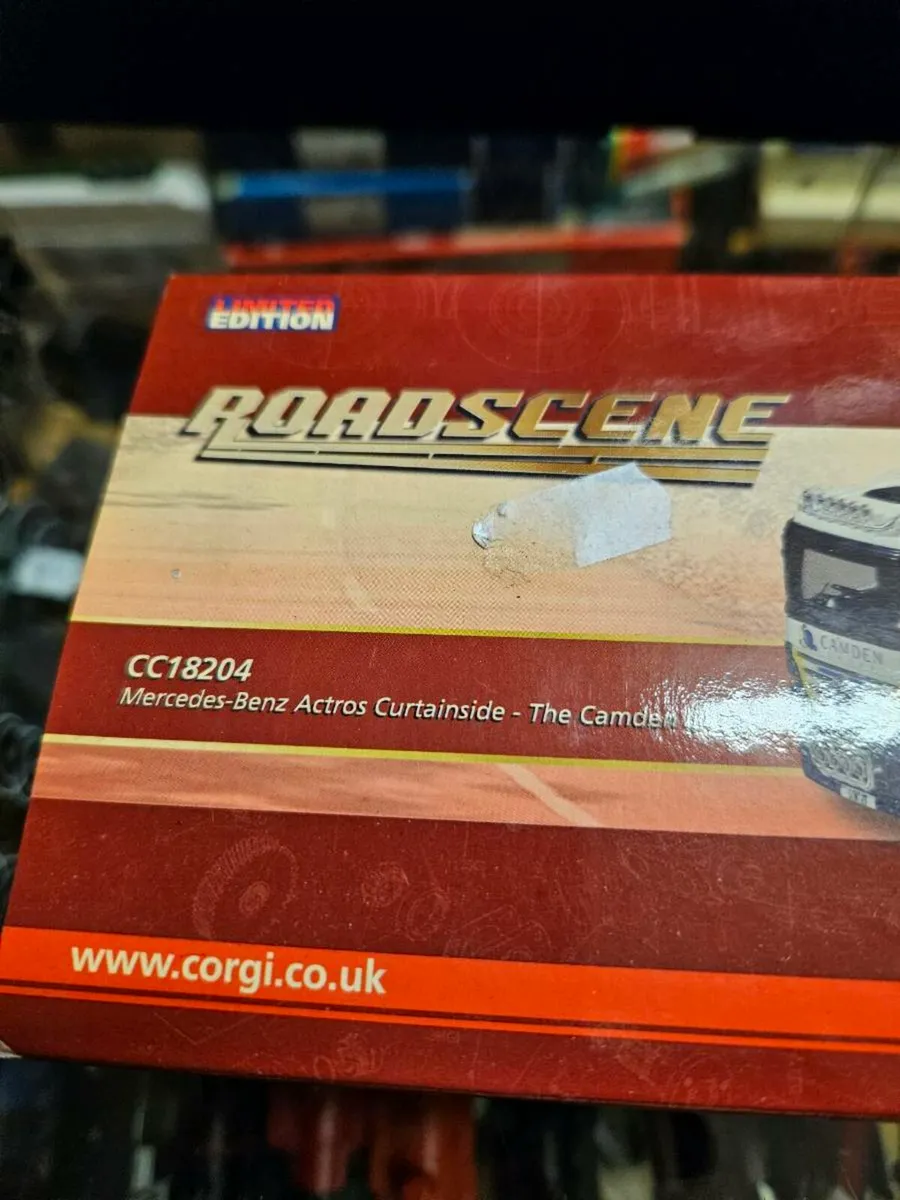 LIMITED
EDITION
ROADSCENE
CAMDEN
CC18204
Mercedes-Benz Actros Curtainside - The Camden
www.corgi.co.uk